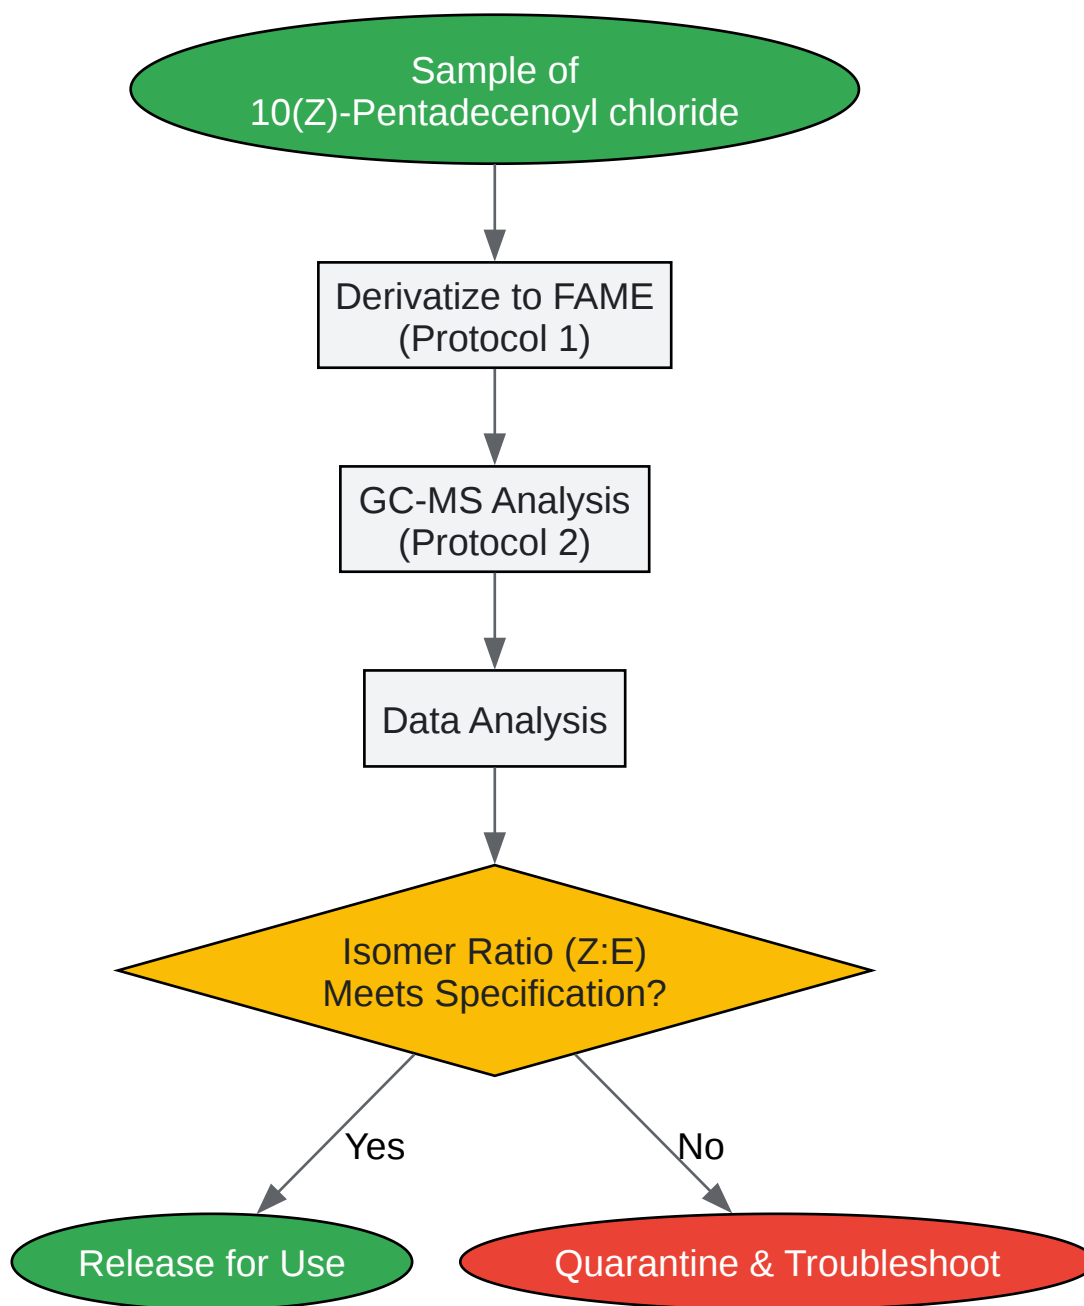 Sample of
10(Z)-Pentadecenoyl chloride
Derivatize to FAME
(Protocol 1)
GC-MS Analysis
(Protocol 2)
Data Analysis
Isomer Ratio (Z:E)
Meets Specification?
Yes
No
Release for Use
Quarantine & Troubleshoot